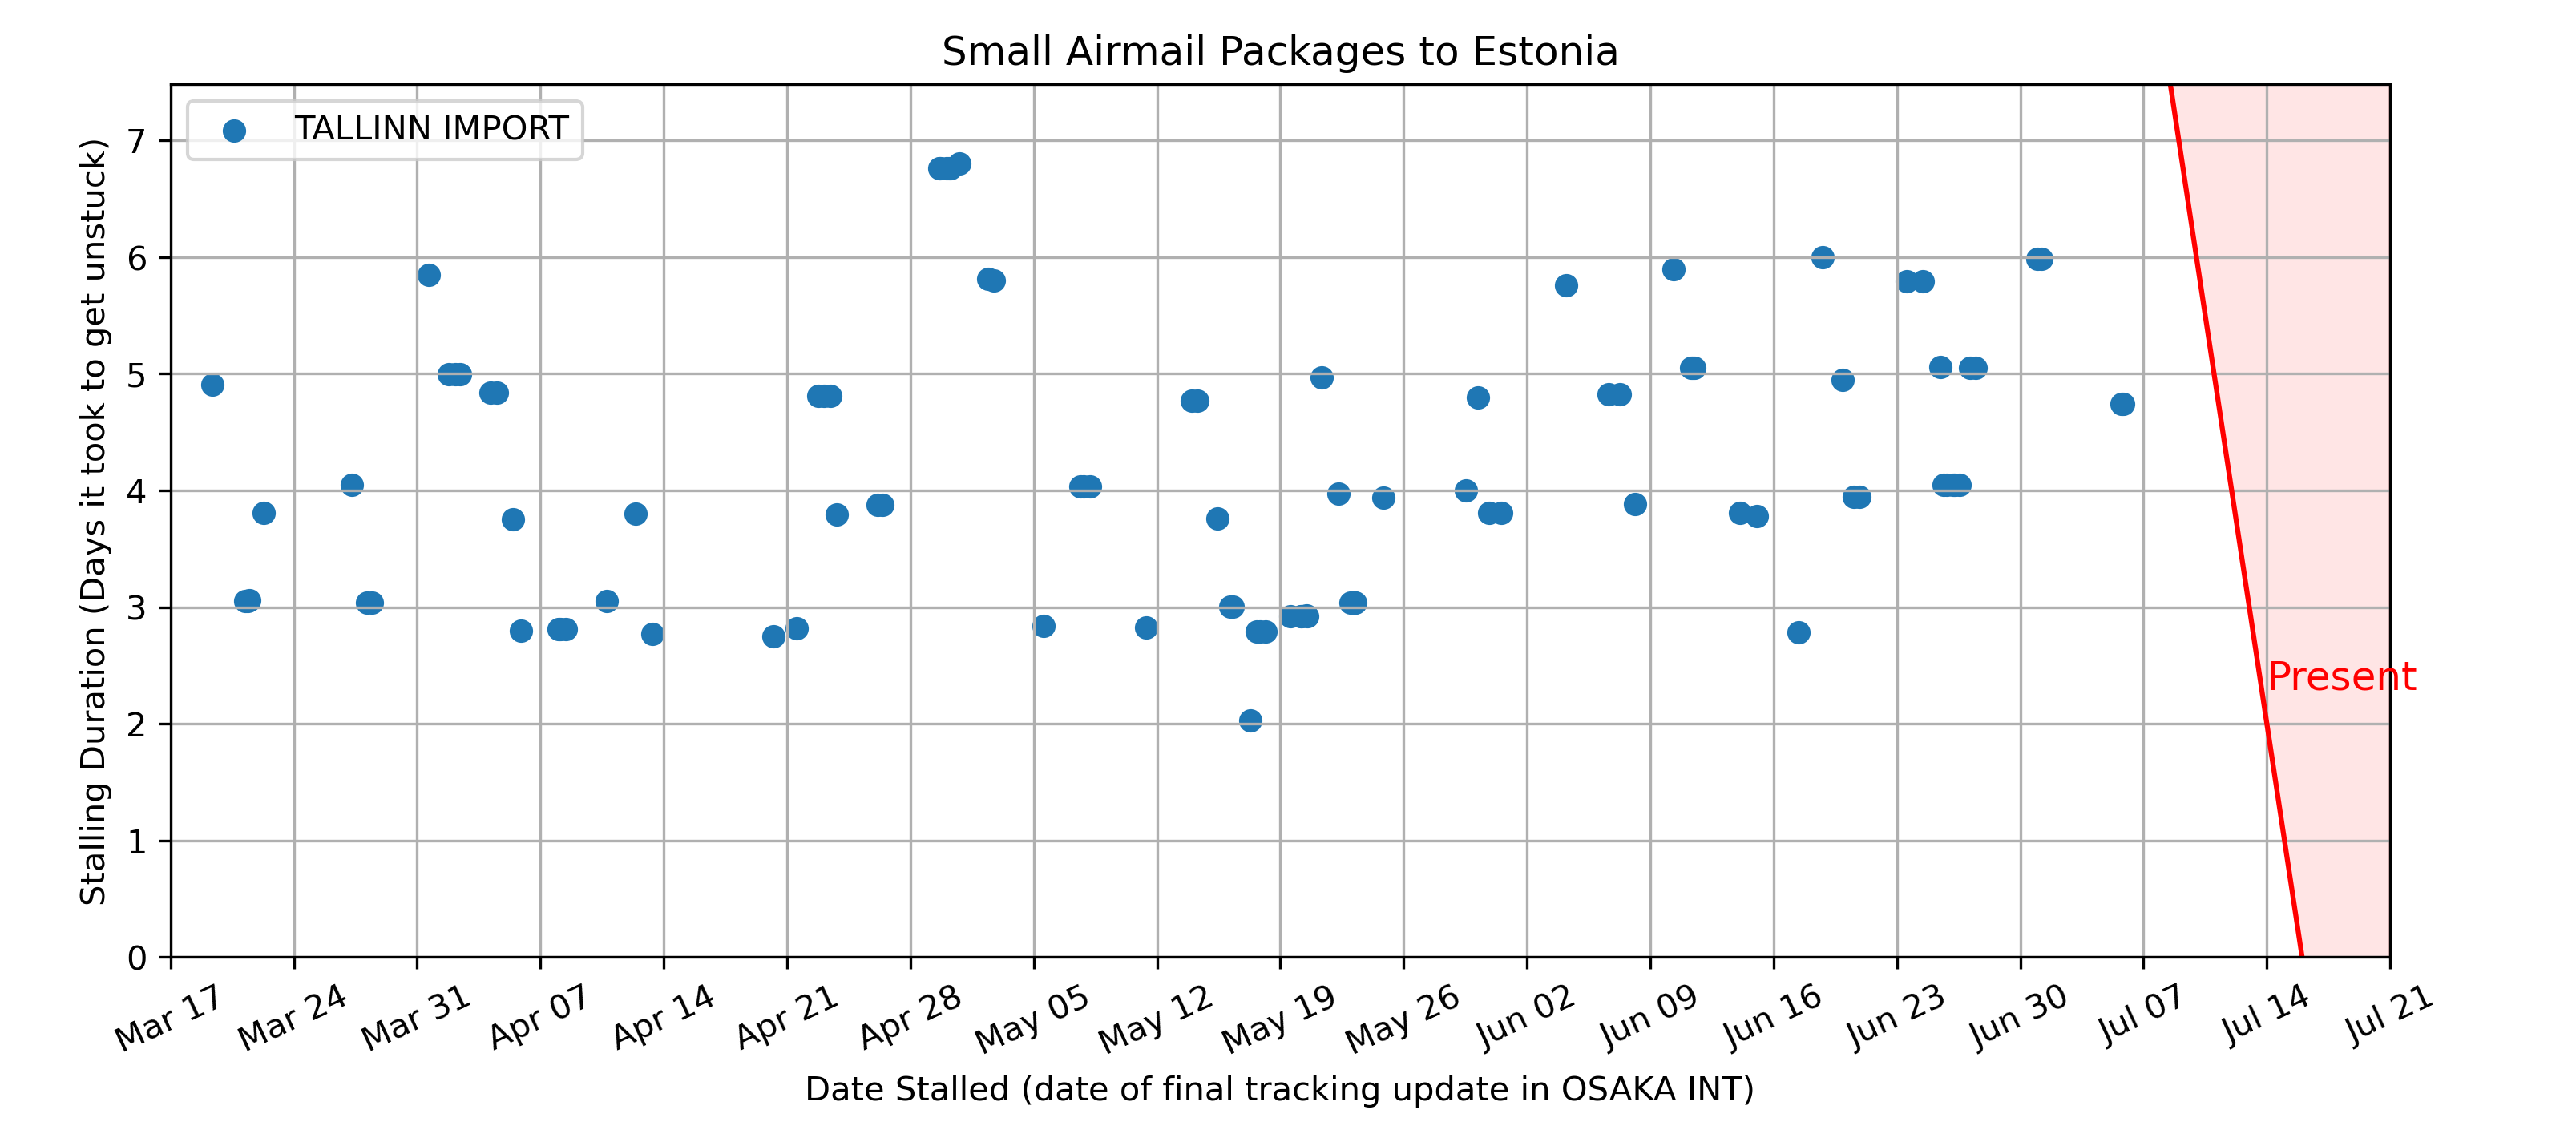 Small Airmail Packages to Estonia
TALLINN IMPORT
Stalling Duration (Days it took to get unstuck)
7
6
5
4
3
2
1
0
Present
Mar 17
Mar 24
Mar 31
Apr 07
Apr 14
Apr 21
Apr 28
May 05
May 12
May 19
May 26
Jun 02
Jun 09
Jun 16
Jun 23
Jun 30
Jul 07
Jul 14
Jul 21
Date Stalled (date of final tracking update in OSAKA INT)